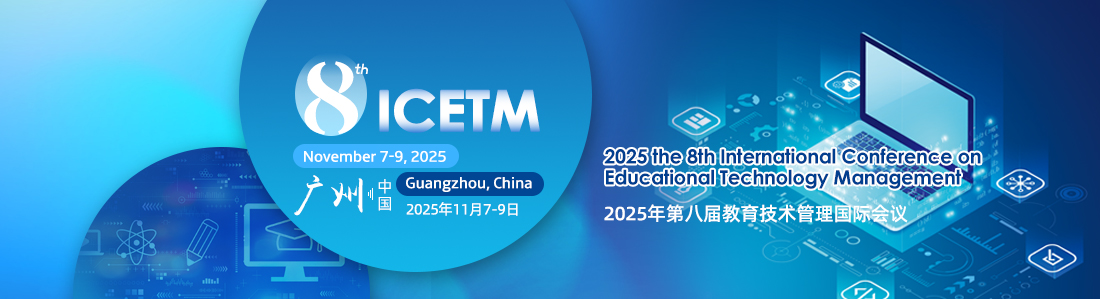 8th ICETM
November 7-9, 2025
广州 中国
Guangzhou, China
2025年11月7-9日
2025 the 8th International Conference on
Educational Technology Management
2025年第八届教育技术管理国际会议